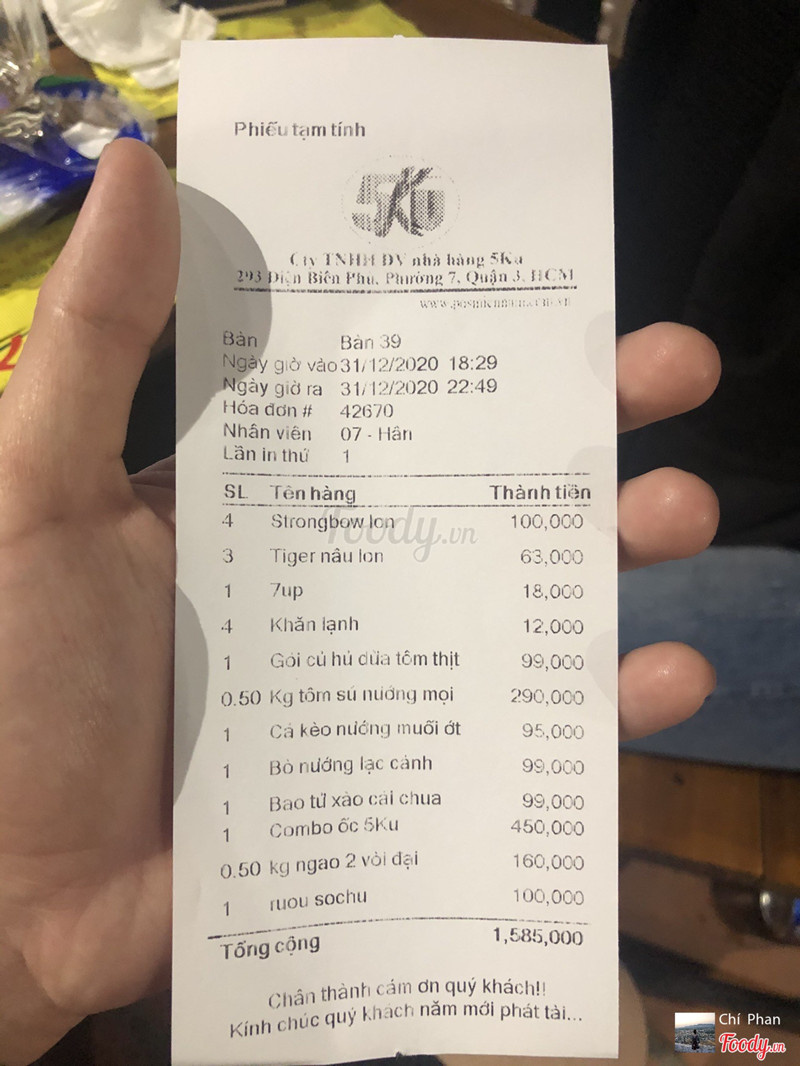 Phiếu tạm tính
5Ku
Cty TNHH DV nhà hàng 5Ku
293 Điện Biên Phủ, Phường 7, Quận 3, HCM
Bàn Bàn 39
Ngày giờ vào 31/12/2020 18:29
Ngày giờ ra 31/12/2020 22:49
Hóa đơn # 42670
Nhân viên 07 - Hân
Lần in thứ 1
SL Tên hàng Thành tiền
4 Strongbow lon 100,000
Foody.vn
3 Tiger nâu lon 63,000
1 7up 18,000
4 Khăn lạnh 12,000
1 Gỏi củ hủ dừa tôm thịt 99,000
0.50 Kg tôm sú nướng mọi 290,000
1 Cá kèo nướng muối ớt 95,000
1 Bò nướng lạc cảnh 99,000
1 Bao tử xào cải chua 99,000
1 Combo ốc 5Ku 450,000
0.50 kg ngao 2 vòi đại 160,000
1 ruou sochu 100,000
Tổng cộng 1,585,000
Chân thành cám ơn quý khách!!
Kính chúc quý khách năm mới phát tài...
Chí Phan
Foody.vn